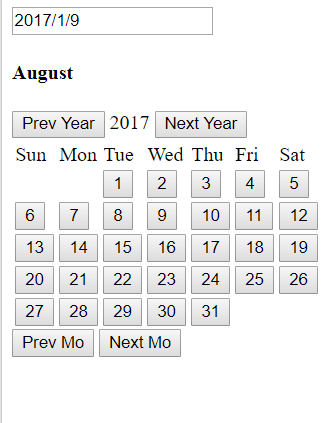 2017/1/9
August
Prev Year 2017 Next Year
Sun Mon Tue Wed Thu Fri Sat
1 2 3 4 5
6 7 8 9 10 11 12
13 14 15 16 17 18 19
20 21 22 23 24 25 26
27 28 29 30 31
Prev Mo Next Mo